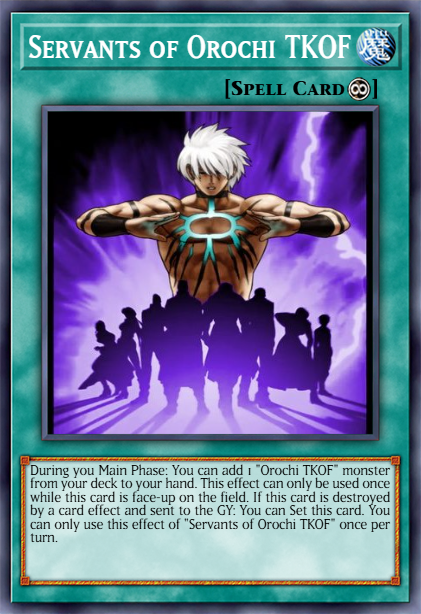 SERVANTS OF OROCHI TKOF
魔
[SPELL CARD♾]
During you Main Phase: You can add 1 "Orochi TKOF" monster
from your deck to your hand. This effect can only be used once
while this card is face-up on the field. If this card is destroyed
by a card effect and sent to the GY: You can Set this card. You
can only use this effect of "Servants of Orochi TKOF" once per
turn.